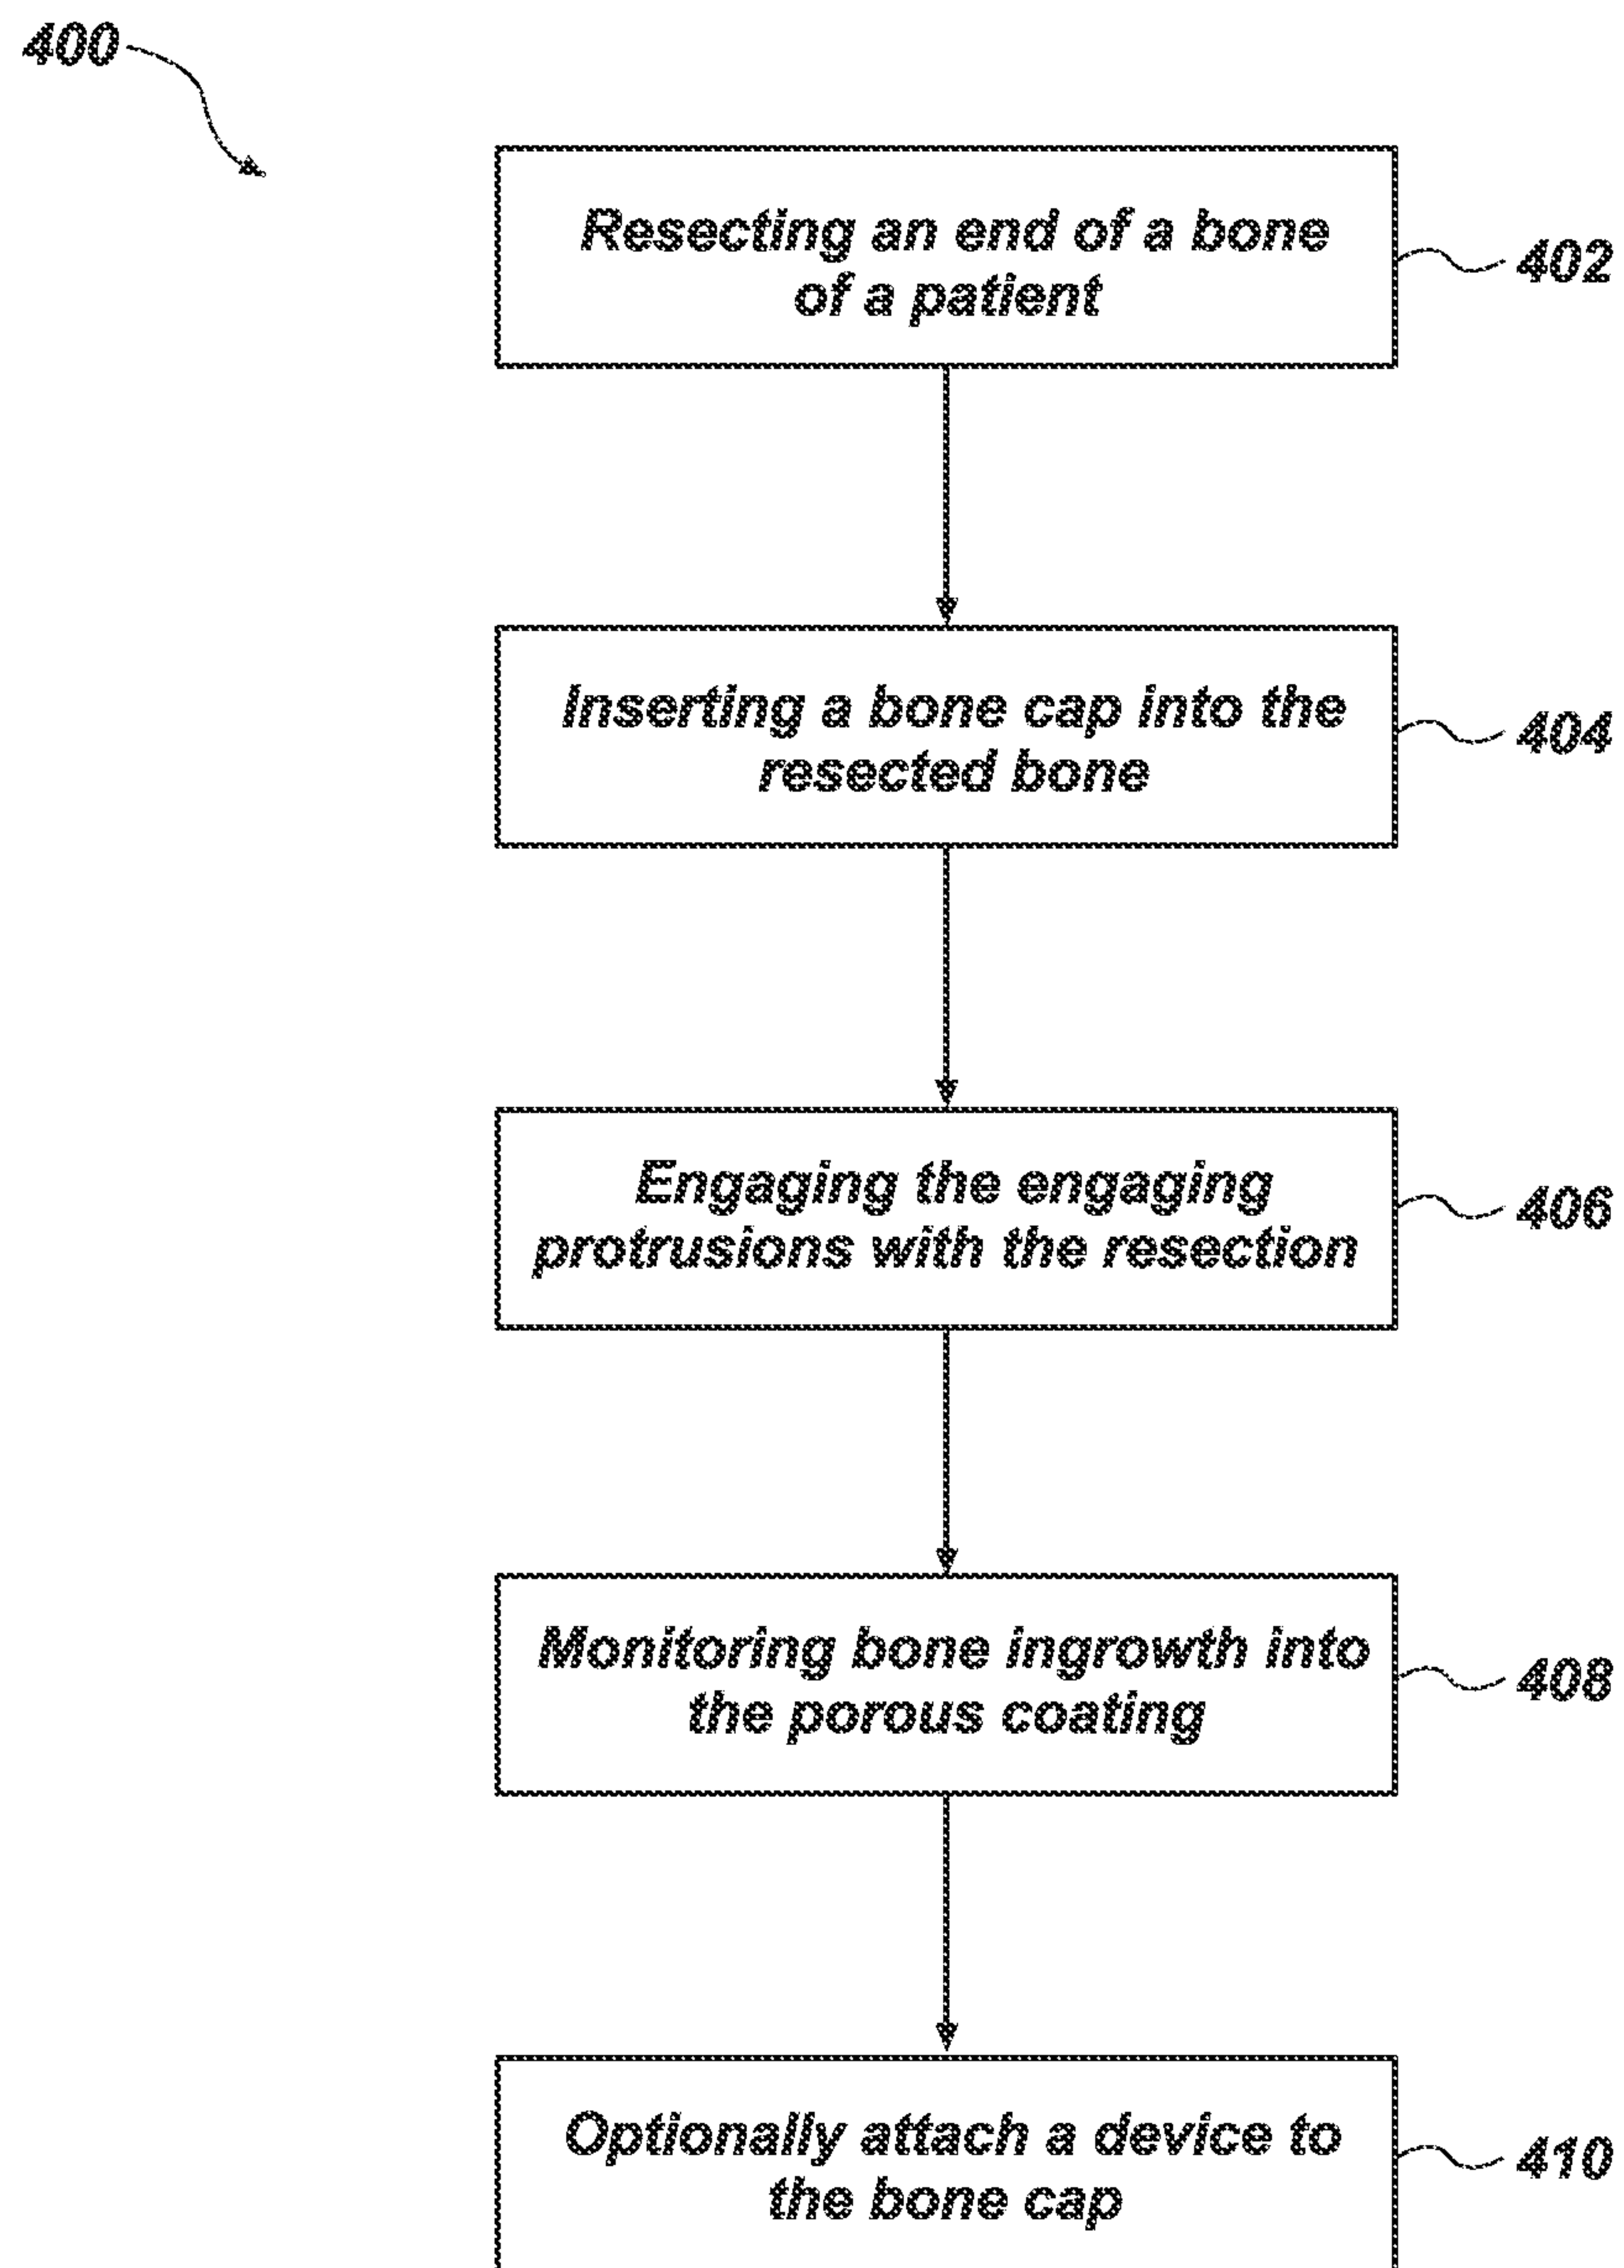 400
Resecting an end of a bone
of a patient
402
Inserting a bone cap into the
resected bone
404
Engaging the engaging
protrusions with the resection
406
Monitoring bone ingrowth into
the porous coating
408
Optionally attach a device to
the bone cap
410